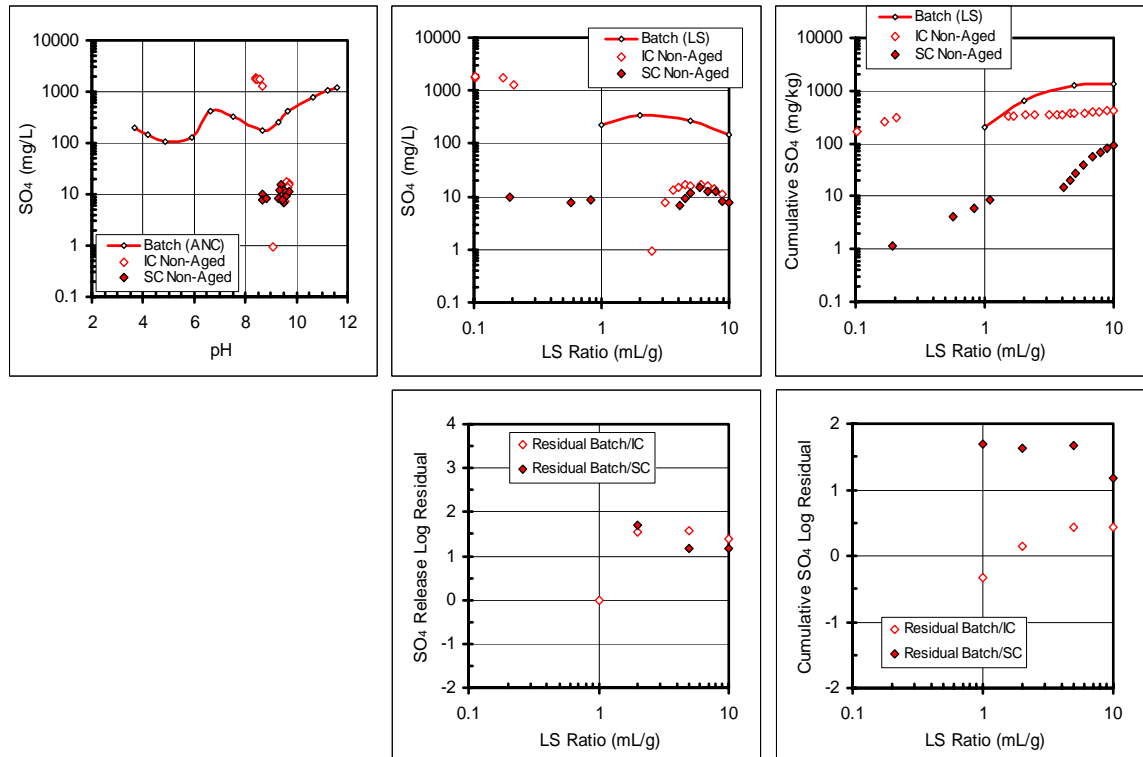 10000
1000
100
10
1
0.1
SO₄ (mg/L)
Batch (ANC)
IC Non-Aged
SC Non-Aged
2 4 6 8 10 12
pH
10000
1000
100
10
1
0.1
SO₄ (mg/L)
Batch (LS)
IC Non-Aged
SC Non-Aged
0.1 1 10
LS Ratio (mL/g)
10000
1000
100
10
1
0.1
Cumulative SO₄ (mg/kg)
Batch (LS)
IC Non-Aged
SC Non-Aged
0.1 1 10
LS Ratio (mL/g)
4
3
2
1
0
-1
-2
SO₄ Release Log Residual
Residual Batch/IC
Residual Batch/SC
0.1 1 10
LS Ratio (mL/g)
2
1
0
-1
-2
Cumulative SO₄ Log Residual
Residual Batch/IC
Residual Batch/SC
0.1 1 10
LS Ratio (mL/g)